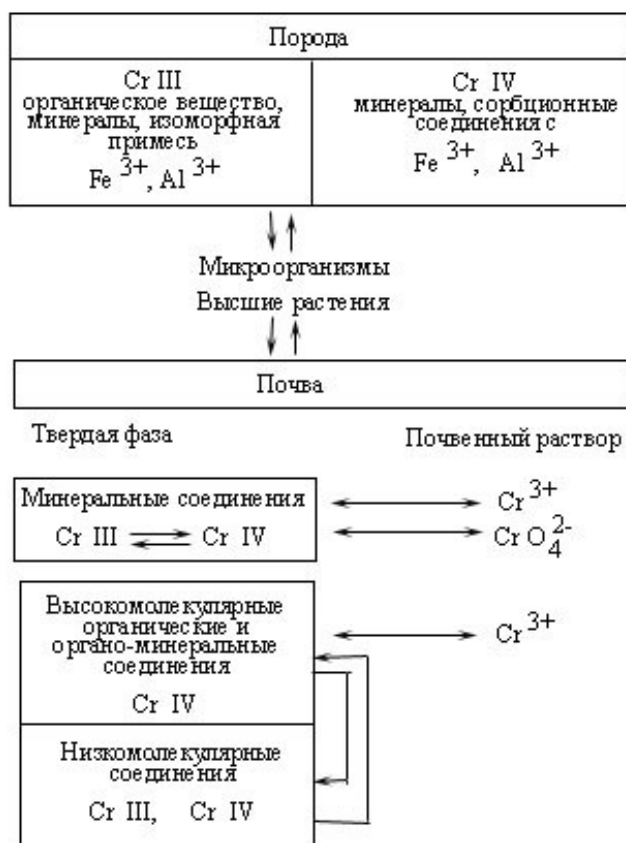 Порода
Cr III
органическое вещество,
минералы, изоморфная
примесь
Fe 3+, Al 3+
Cr IV
минералы, сорбционные
соединения с
Fe 3+, Al 3+
Микроорганизмы
Высшие растения
Почва
Твердая фаза
Почвенный раствор
Минеральные соединения
Cr III Cr IV
Cr 3+
Cr O 4 2-
Высокомолекулярные
органические и
органо-минеральные
соединения
Cr IV
Cr 3+
Низкомолекулярные
соединения
Cr III, Cr IV